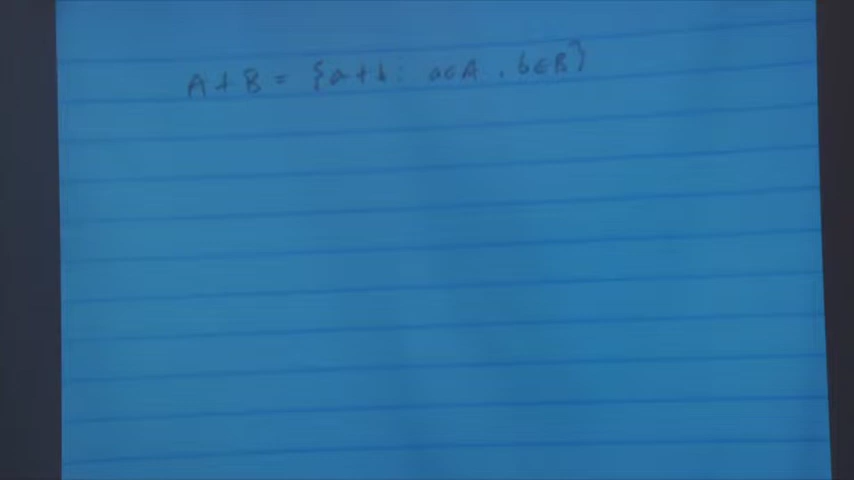 A + B = {a + b : a ∈ A, b ∈ B}